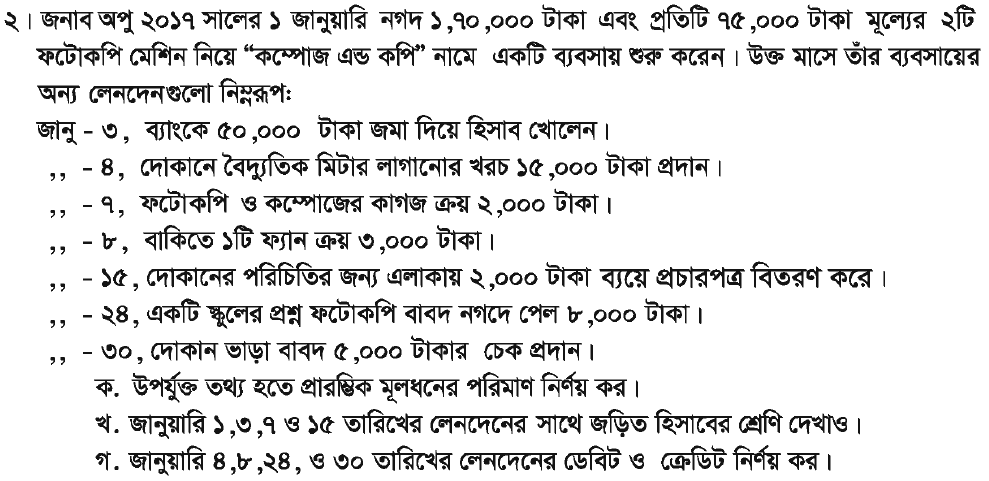 ২। জনাব অপু ২০১৭ সালের ১ জানুয়ারি নগদ ১,৭০,০০০ টাকা এবং প্রতিটি ৭৫,০০০ টাকা মূল্যের ২টি
ফটোকপি মেশিন নিয়ে “কম্পোজ এন্ড কপি” নামে একটি ব্যবসায় শুরু করেন। উক্ত মাসে তাঁর ব্যবসায়ের
অন্য লেনদেনগুলো নিম্নরূপঃ
জানু - ৩, ব্যাংকে ৫০,০০০ টাকা জমা দিয়ে হিসাব খোলেন।
,, - ৪, দোকানে বৈদ্যুতিক মিটার লাগানোর খরচ ১৫,০০০ টাকা প্রদান।
,, - ৭, ফটোকপি ও কম্পোজের কাগজ ক্রয় ২,০০০ টাকা।
,, - ৮, বাকিতে ১টি ফ্যান ক্রয় ৩,০০০ টাকা।
,, - ১৫, দোকানের পরিচিতির জন্য এলাকায় ২,০০০ টাকা ব্যয়ে প্রচারপত্র বিতরণ করে।
,, - ২৪, একটি স্কুলের প্রশ্ন ফটোকপি বাবদ নগদে পেল ৮,০০০ টাকা।
,, - ৩০, দোকান ভাড়া বাবদ ৫,০০০ টাকার চেক প্রদান।
ক. উপর্যুক্ত তথ্য হতে প্রারম্ভিক মূলধনের পরিমাণ নির্ণয় কর।
খ. জানুয়ারি ১,৩,৭ ও ১৫ তারিখের লেনদেনের সাথে জড়িত হিসাবের শ্রেণি দেখাও।
গ. জানুয়ারি ৪,৮,২৪, ও ৩০ তারিখের লেনদেনের ডেবিট ও ক্রেডিট নির্ণয় কর।